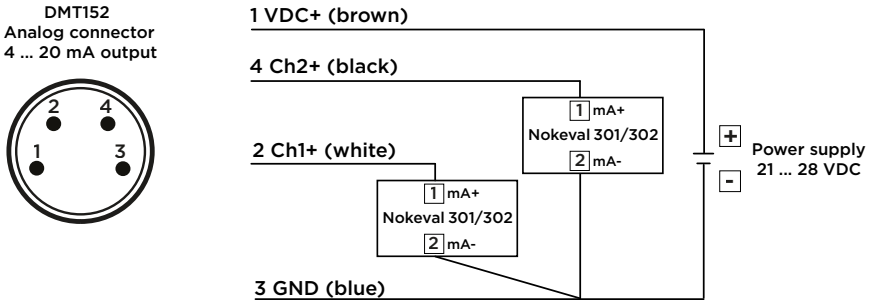 DMT152
Analog connector
4 ... 20 mA output
2 4
1 3
1 VDC+ (brown)
4 Ch2+ (black)
1 mA+
Nokeval 301/302
2 mA-
2 Ch1+ (white)
1 mA+
Nokeval 301/302
2 mA-
3 GND (blue)
+
-
Power supply
21 ... 28 VDC